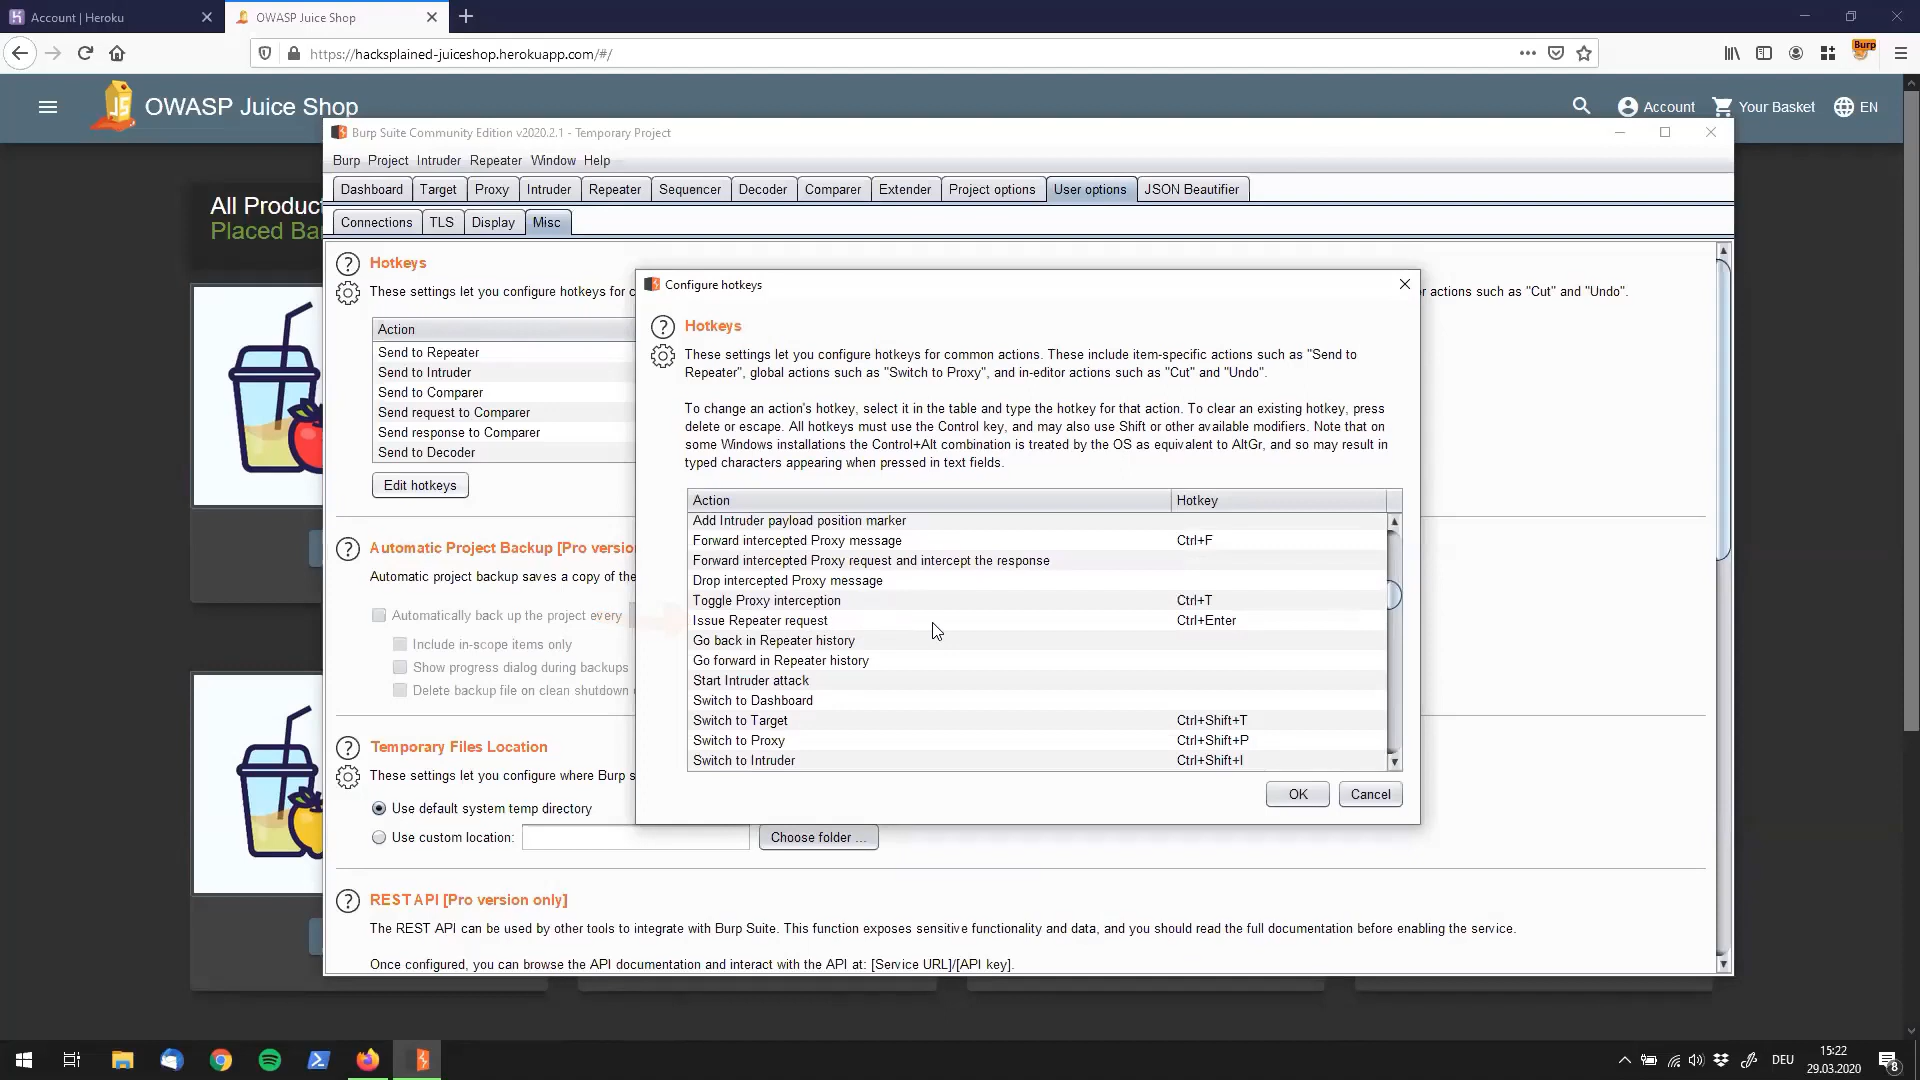 Account | Heroku
OWASP Juice Shop
https://hacksplained-juiceshop.herokuapp.com/#/
Burp
OWASP Juice Shop
Account
Your Basket
EN
Burp Suite Community Edition v2020.2.1 - Temporary Project
Burp Project Intruder Repeater Window Help
Dashboard Target Proxy Intruder Repeater Sequencer Decoder Comparer Extender Project options User options JSON Beautifier
Connections TLS Display Misc
All Produc
Placed Ba
Hotkeys
These settings let you configure hotkeys for c
r actions such as "Cut" and "Undo".
Action
Send to Repeater
Send to Intruder
Send to Comparer
Send request to Comparer
Send response to Comparer
Send to Decoder
Edit hotkeys
Automatic Project Backup [Pro versio
Automatic project backup saves a copy of the
Automatically back up the project every
Include in-scope items only
Show progress dialog during backups
Delete backup file on clean shutdown
Temporary Files Location
These settings let you configure where Burp s
Use default system temp directory
Use custom location:
Choose folder ...
REST API [Pro version only]
The REST API can be used by other tools to integrate with Burp Suite. This function exposes sensitive functionality and data, and you should read the full documentation before enabling the service.
Once configured, you can browse the API documentation and interact with the API at: [Service URL]/[API key].
Configure hotkeys
Hotkeys
These settings let you configure hotkeys for common actions. These include item-specific actions such as "Send to
Repeater", global actions such as "Switch to Proxy", and in-editor actions such as "Cut" and "Undo".
To change an action's hotkey, select it in the table and type the hotkey for that action. To clear an existing hotkey, press
delete or escape. All hotkeys must use the Control key, and may also use Shift or other available modifiers. Note that on
some Windows installations the Control+Alt combination is treated by the OS as equivalent to AltGr, and so may result in
typed characters appearing when pressed in text fields.
Action Hotkey
Add Intruder payload position marker
Forward intercepted Proxy message Ctrl+F
Forward intercepted Proxy request and intercept the response
Drop intercepted Proxy message
Toggle Proxy interception Ctrl+T
Issue Repeater request Ctrl+Enter
Go back in Repeater history
Go forward in Repeater history
Start Intruder attack
Switch to Dashboard
Switch to Target Ctrl+Shift+T
Switch to Proxy Ctrl+Shift+P
Switch to Intruder Ctrl+Shift+I
OK Cancel
DEU
15:22
29.03.2020
8